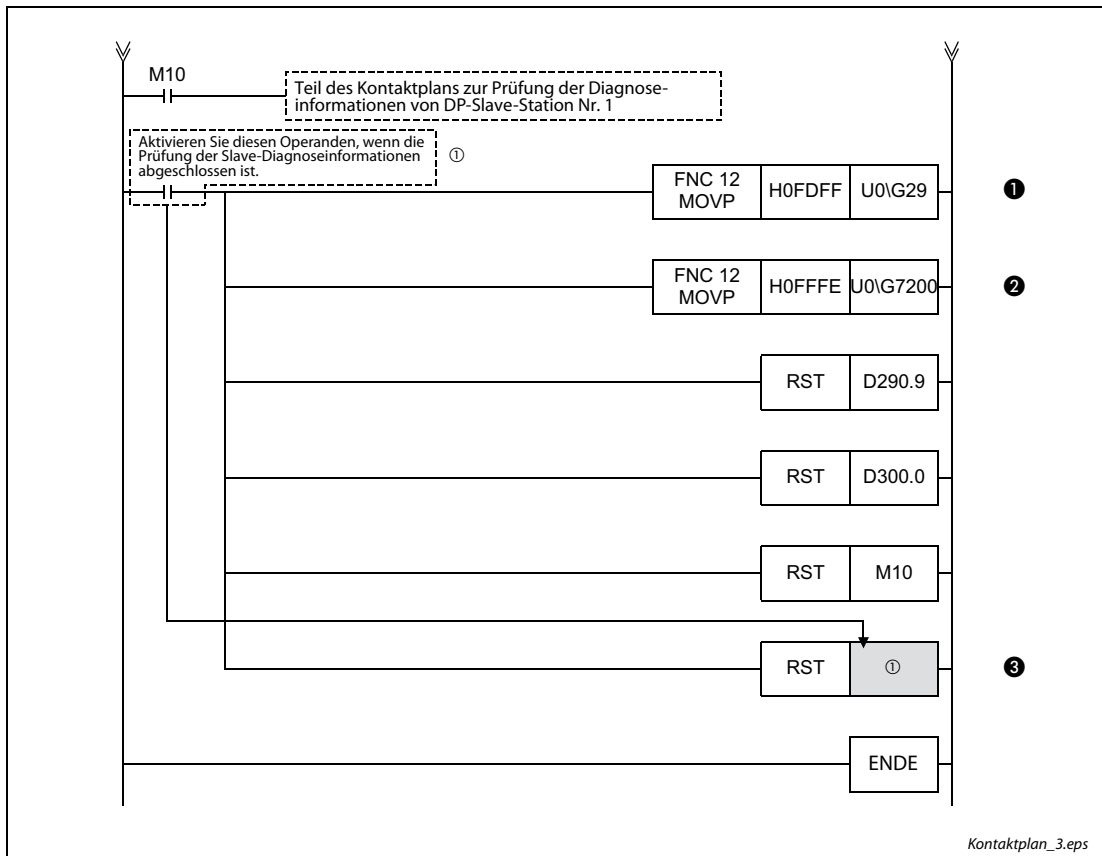 M10
Teil des Kontaktplans zur Prüfung der Diagnose-
informationen von DP-Slave-Station Nr. 1
Aktivieren Sie diesen Operanden, wenn die
Prüfung der Slave-Diagnoseinformationen
abgeschlossen ist.
①
FNC 12
MOVP
H0FDFF
U0\G29
❶
FNC 12
MOVP
H0FFFE
U0\G7200
❷
RST
D290.9
RST
D300.0
RST
M10
RST
①
❸
ENDE
Kontaktplan_3.eps